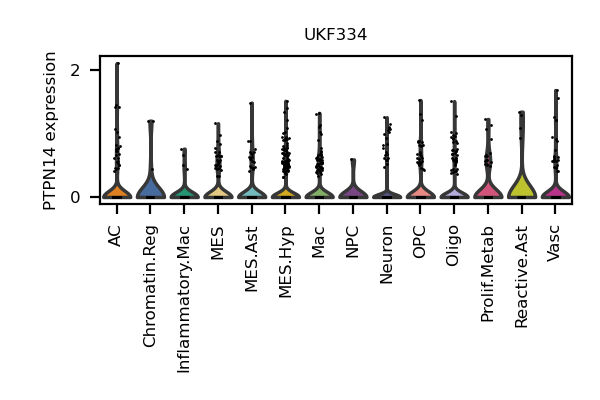 UKF334
PTPN14 expression
2
0
AC
Chromatin.Reg
Inflammatory.Mac
MES
MES.Ast
MES.Hyp
Mac
NPC
Neuron
OPC
Oligo
Prolif.Metab
Reactive.Ast
Vasc